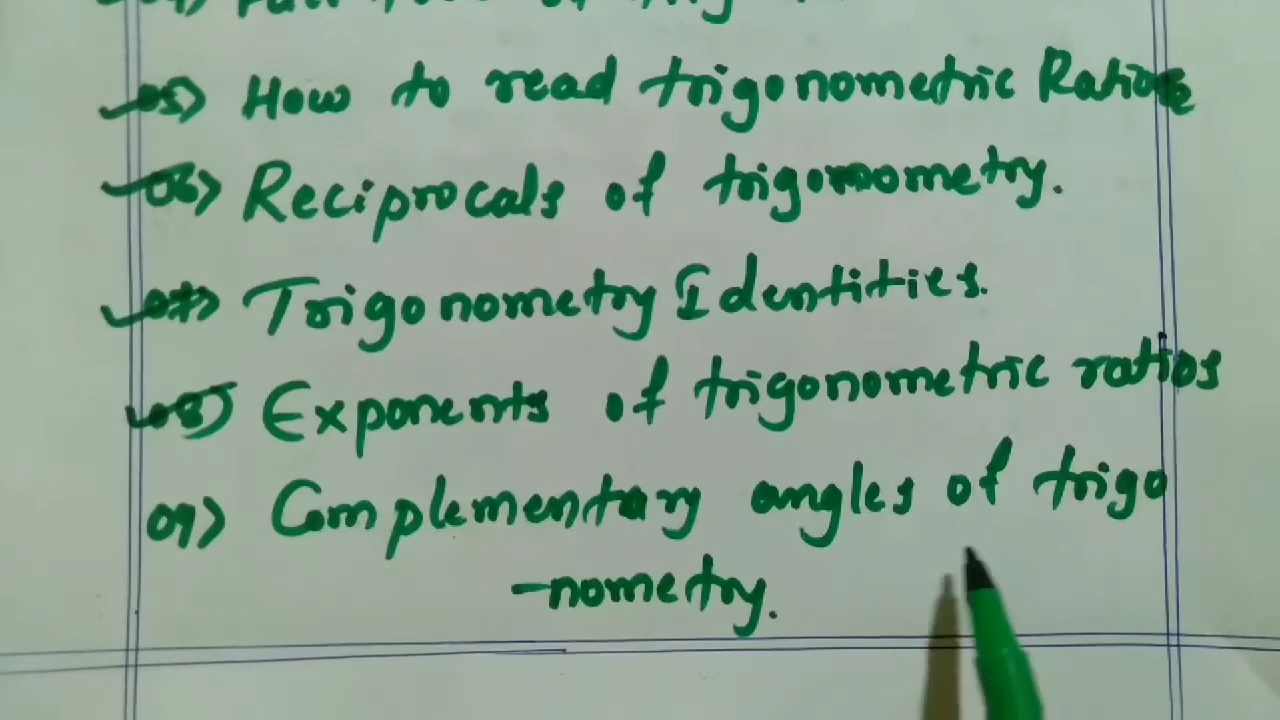 05) How to read trigonometric Ratios
06) Reciprocals of trigonometry.
07) Trigonometry Identities.
08) Exponents of trigonometric ratios
09) Complementary angles of trigo
-nometry.